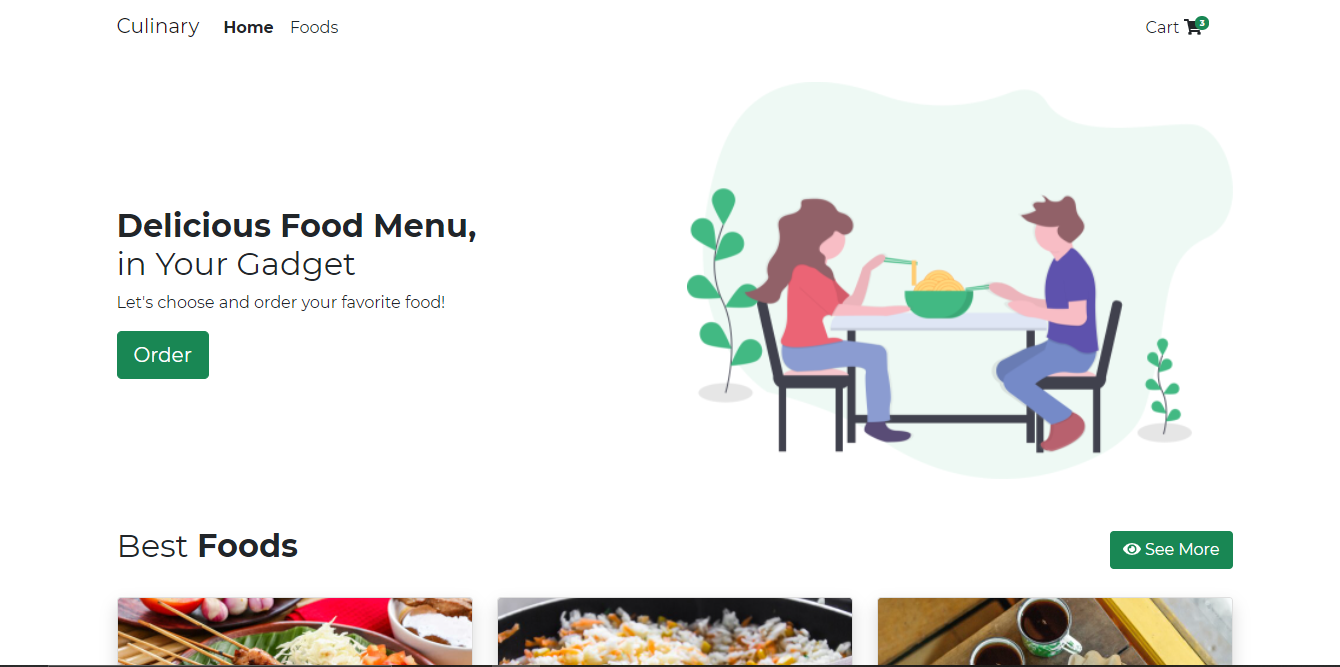 Culinary Home Foods Cart 3
Delicious Food Menu,
in Your Gadget
Let's choose and order your favorite food!
Order
Best Foods See More